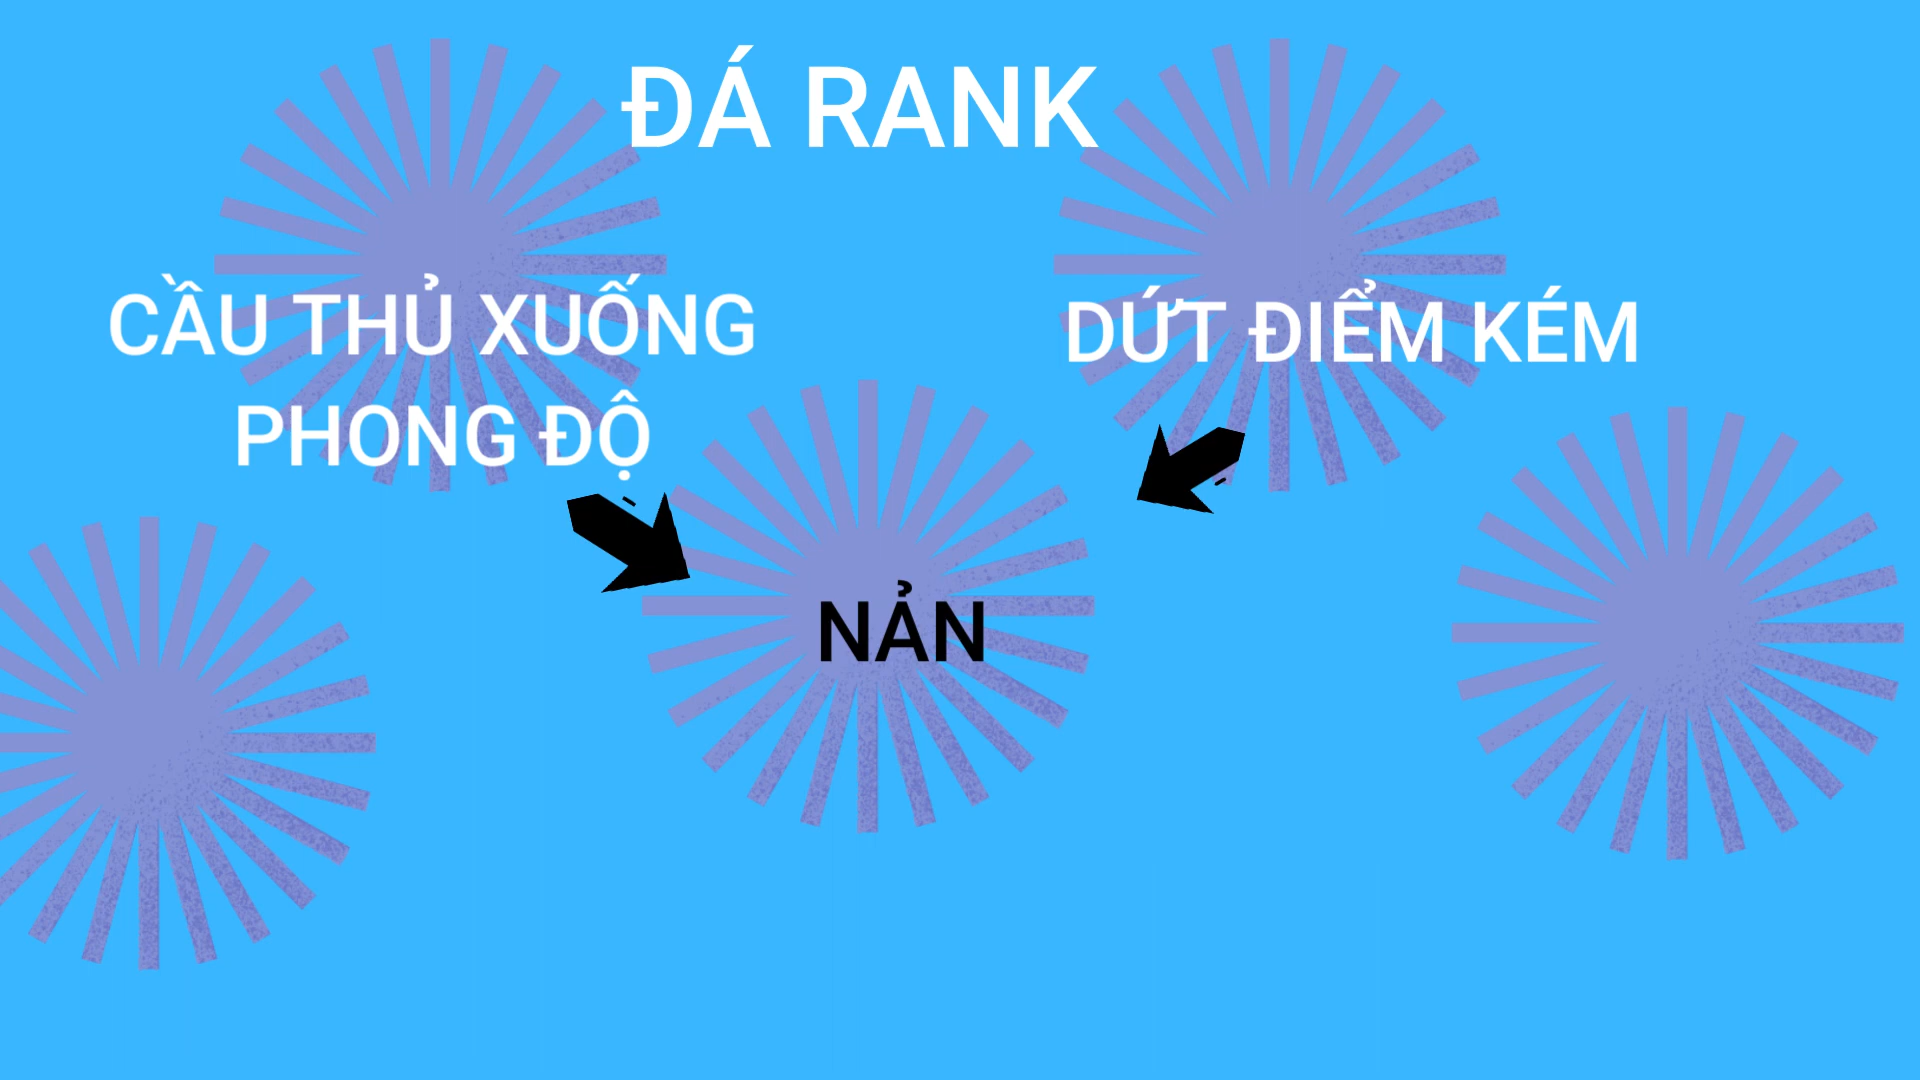 ĐÁ RANK
CẦU THỦ XUỐNG
PHONG ĐỘ
DỨT ĐIỂM KÉM
NẢN